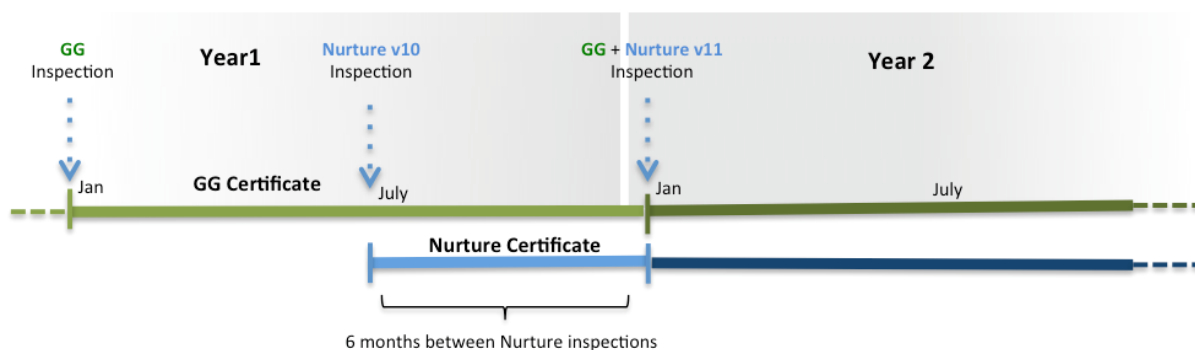 GG
Inspection
Year1
Nurture v10
Inspection
GG + Nurture v11
Inspection
Year 2
Jan
GG Certificate
July
Jan
July
Nurture Certificate
6 months between Nurture inspections